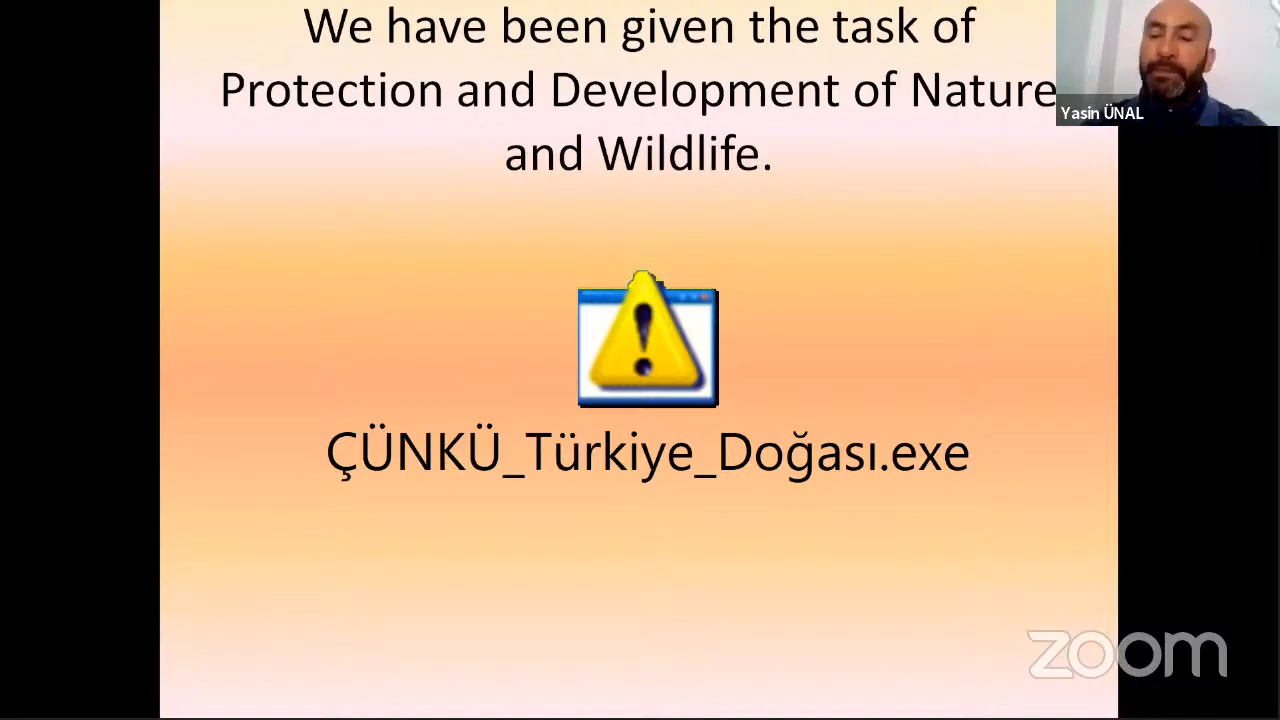 We have been given the task of
Protection and Development of Nature
and Wildlife.
Yasin ÜNAL
ÇÜNKÜ_Türkiye_Doğası.exe
zoom